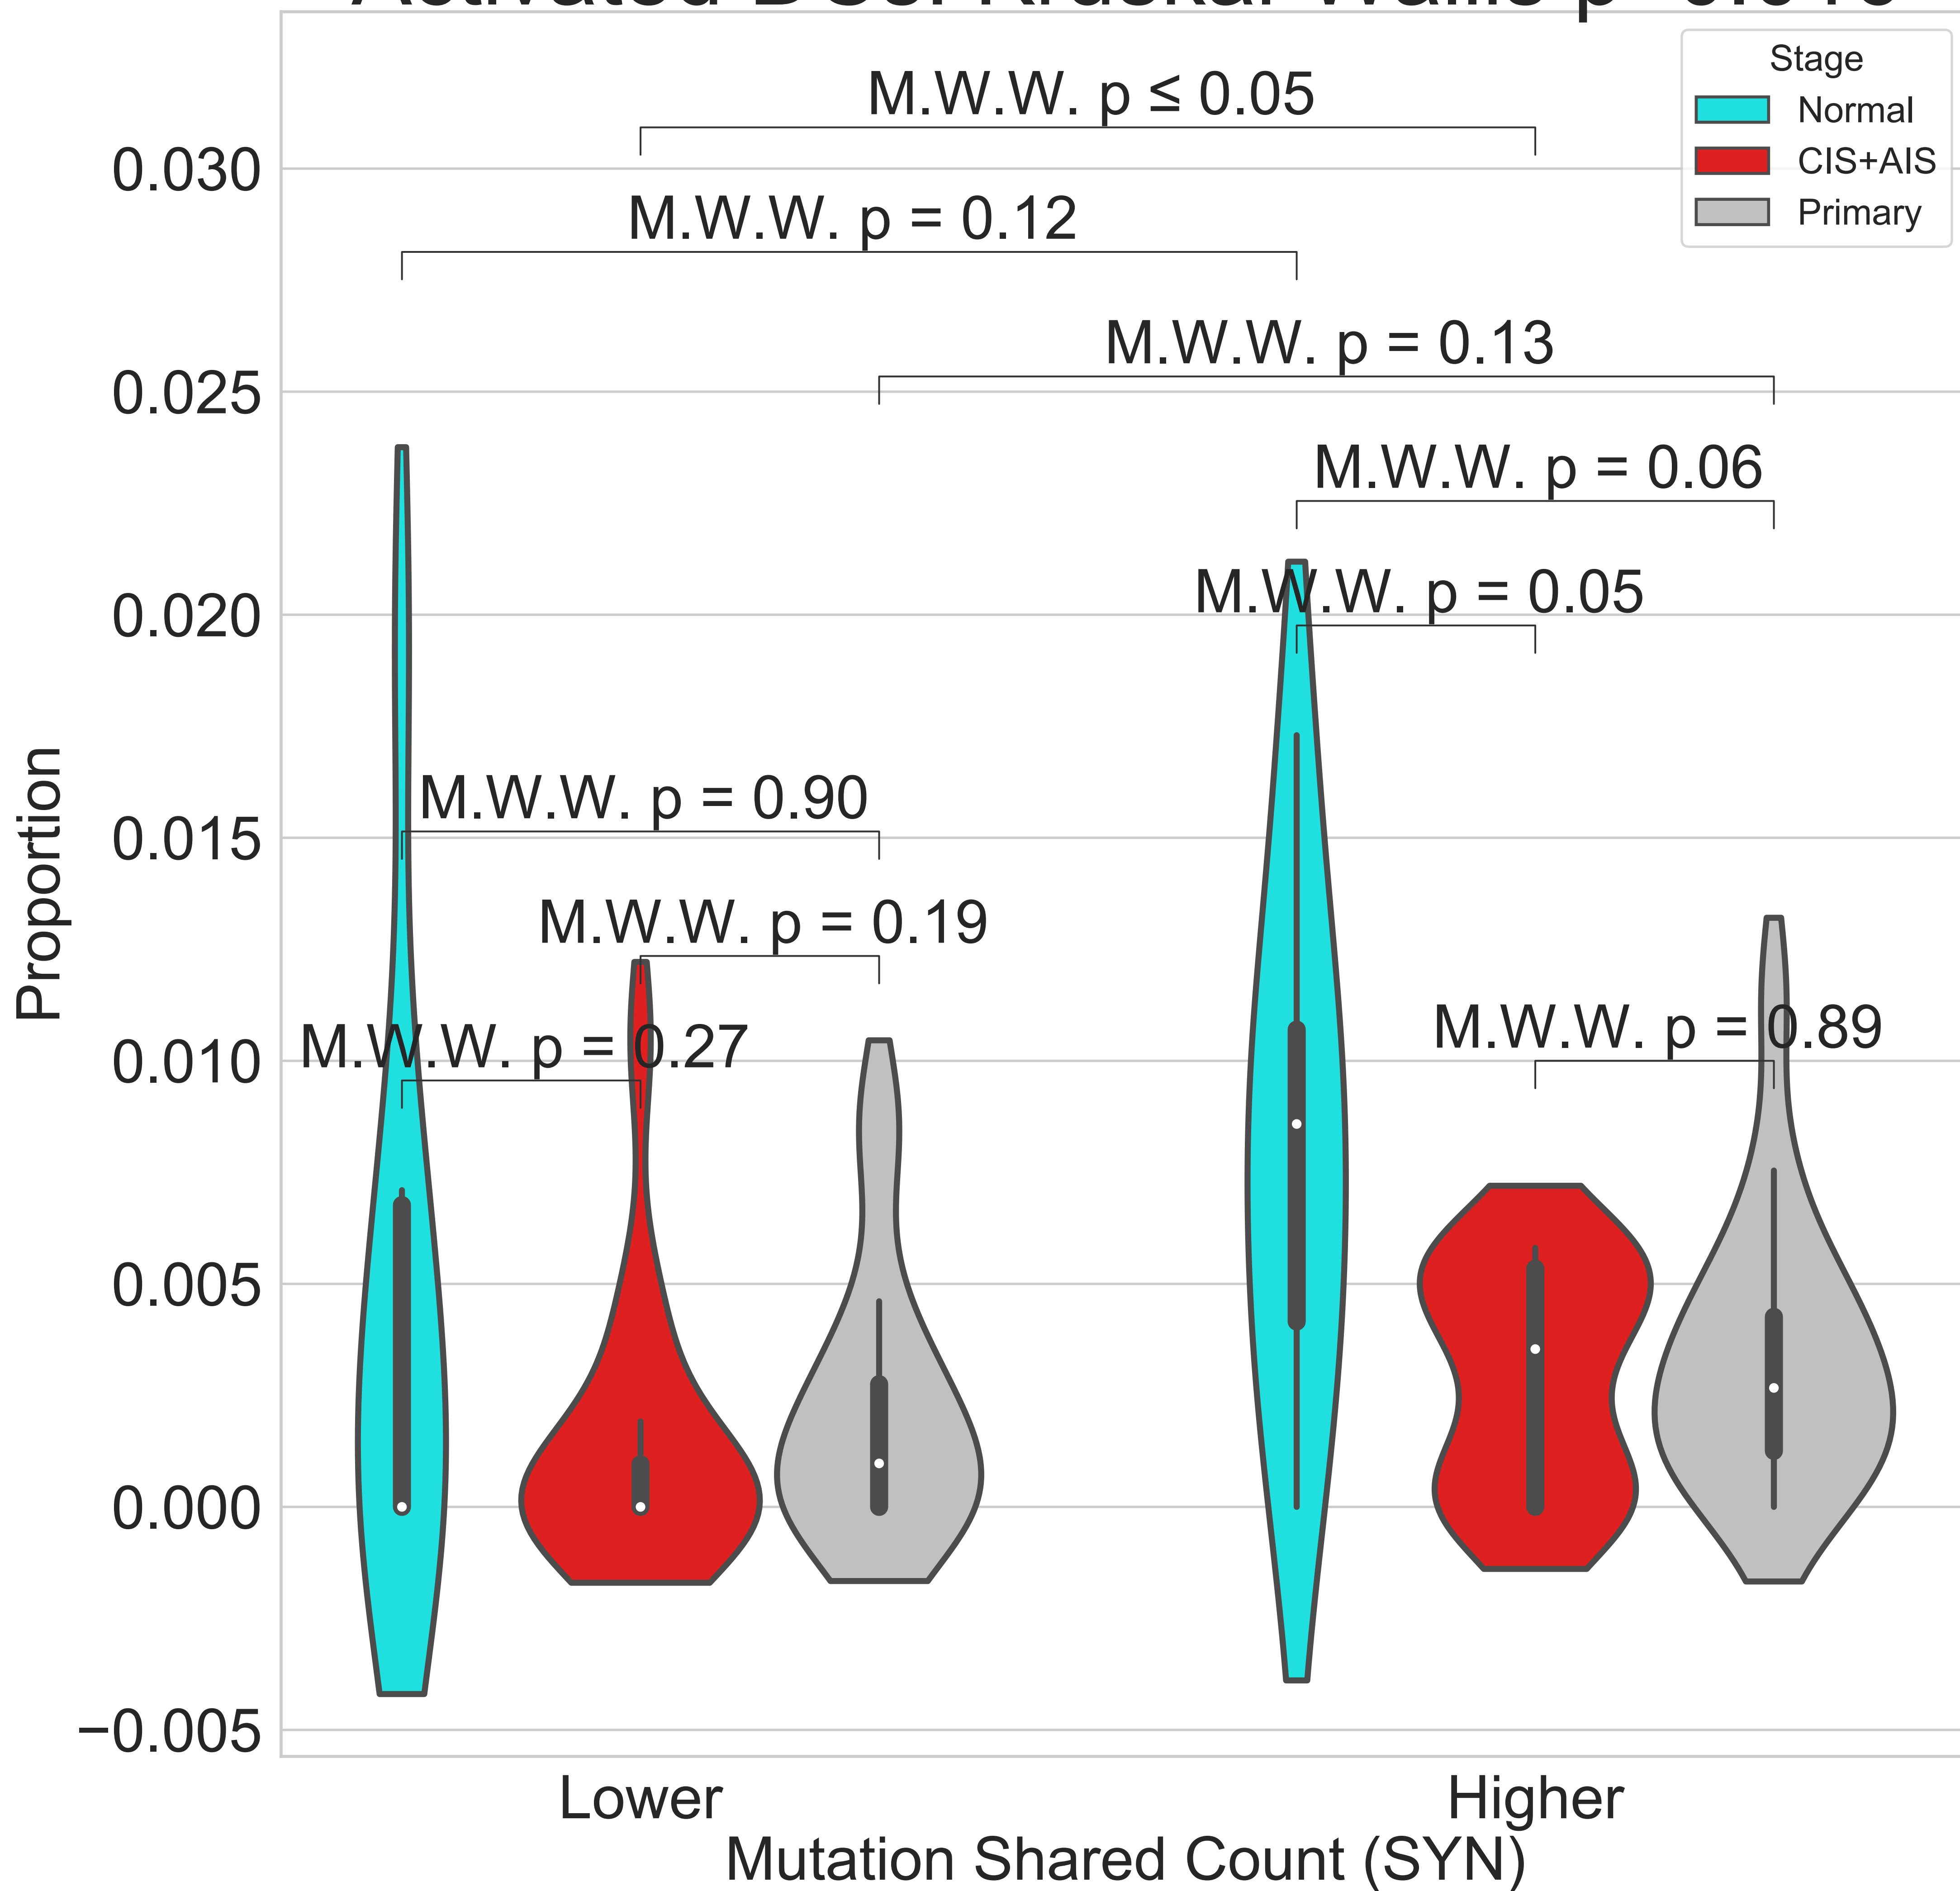 Stage
Normal
CIS+AIS
Primary
M.W.W. p ≤ 0.05
0.030
M.W.W. p = 0.12
M.W.W. p = 0.13
0.025
M.W.W. p = 0.06
M.W.W. p = 0.05
0.020
M.W.W. p = 0.90
0.015
M.W.W. p = 0.19
M.W.W. p = 0.27
M.W.W. p = 0.89
0.010
0.005
0.000
−0.005
Proportion
Lower
Higher
Mutation Shared Count (SYN)